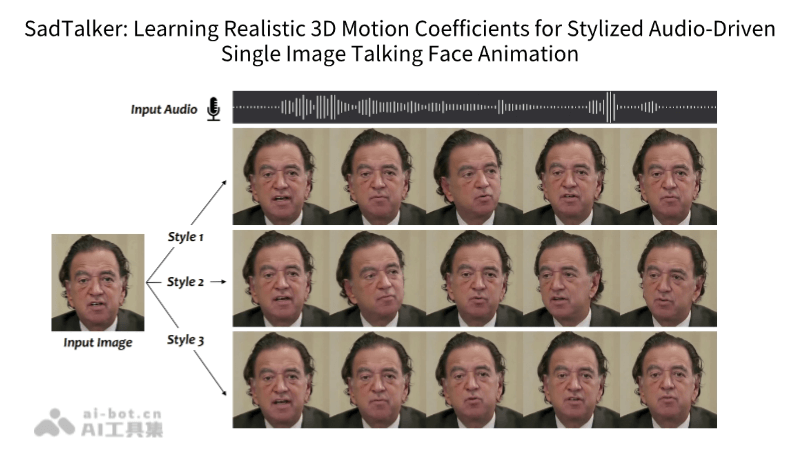 SadTalker: Learning Realistic 3D Motion Coefficients for Stylized Audio-Driven
Single Image Talking Face Animation
Input Audio
Style 1
Style 2
Style 3
Input Image
ai-bot.cn
AI工具集